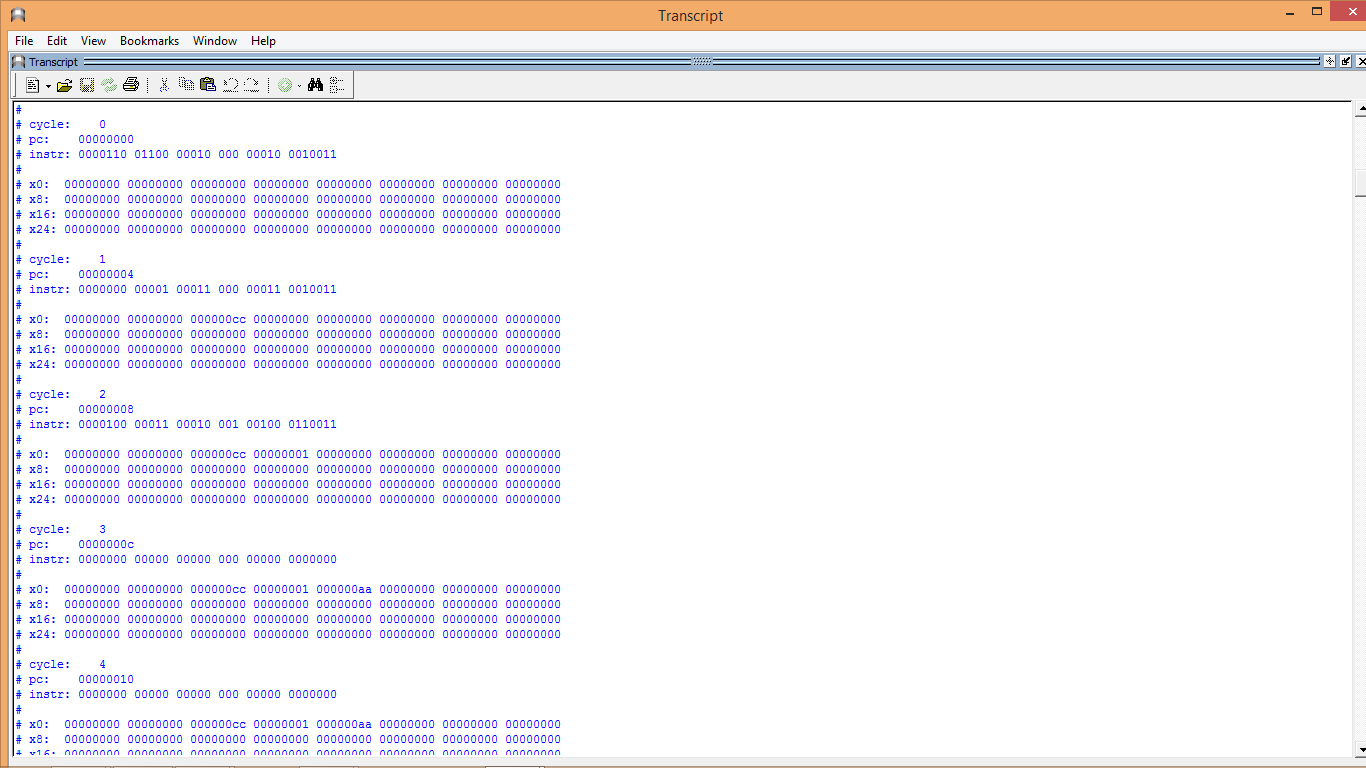 Transcript
File Edit View Bookmarks Window Help
Transcript
#
# cycle: 0
# pc: 00000000
# instr: 0000110 01100 00010 000 00010 0010011
#
# x0: 00000000 00000000 00000000 00000000 00000000 00000000 00000000 00000000
# x8: 00000000 00000000 00000000 00000000 00000000 00000000 00000000 00000000
# x16: 00000000 00000000 00000000 00000000 00000000 00000000 00000000 00000000
# x24: 00000000 00000000 00000000 00000000 00000000 00000000 00000000 00000000
#
# cycle: 1
# pc: 00000004
# instr: 0000000 00001 00011 000 00011 0010011
#
# x0: 00000000 00000000 000000cc 00000000 00000000 00000000 00000000 00000000
# x8: 00000000 00000000 00000000 00000000 00000000 00000000 00000000 00000000
# x16: 00000000 00000000 00000000 00000000 00000000 00000000 00000000 00000000
# x24: 00000000 00000000 00000000 00000000 00000000 00000000 00000000 00000000
#
# cycle: 2
# pc: 00000008
# instr: 0000100 00011 00010 001 00100 0110011
#
# x0: 00000000 00000000 000000cc 00000001 00000000 00000000 00000000 00000000
# x8: 00000000 00000000 00000000 00000000 00000000 00000000 00000000 00000000
# x16: 00000000 00000000 00000000 00000000 00000000 00000000 00000000 00000000
# x24: 00000000 00000000 00000000 00000000 00000000 00000000 00000000 00000000
#
# cycle: 3
# pc: 0000000c
# instr: 0000000 00000 00000 000 00000 0000000
#
# x0: 00000000 00000000 000000cc 00000001 000000aa 00000000 00000000 00000000
# x8: 00000000 00000000 00000000 00000000 00000000 00000000 00000000 00000000
# x16: 00000000 00000000 00000000 00000000 00000000 00000000 00000000 00000000
# x24: 00000000 00000000 00000000 00000000 00000000 00000000 00000000 00000000
#
# cycle: 4
# pc: 00000010
# instr: 0000000 00000 00000 000 00000 0000000
#
# x0: 00000000 00000000 000000cc 00000001 000000aa 00000000 00000000 00000000
# x8: 00000000 00000000 00000000 00000000 00000000 00000000 00000000 00000000
# x16: 00000000 00000000 00000000 00000000 00000000 00000000 00000000 00000000